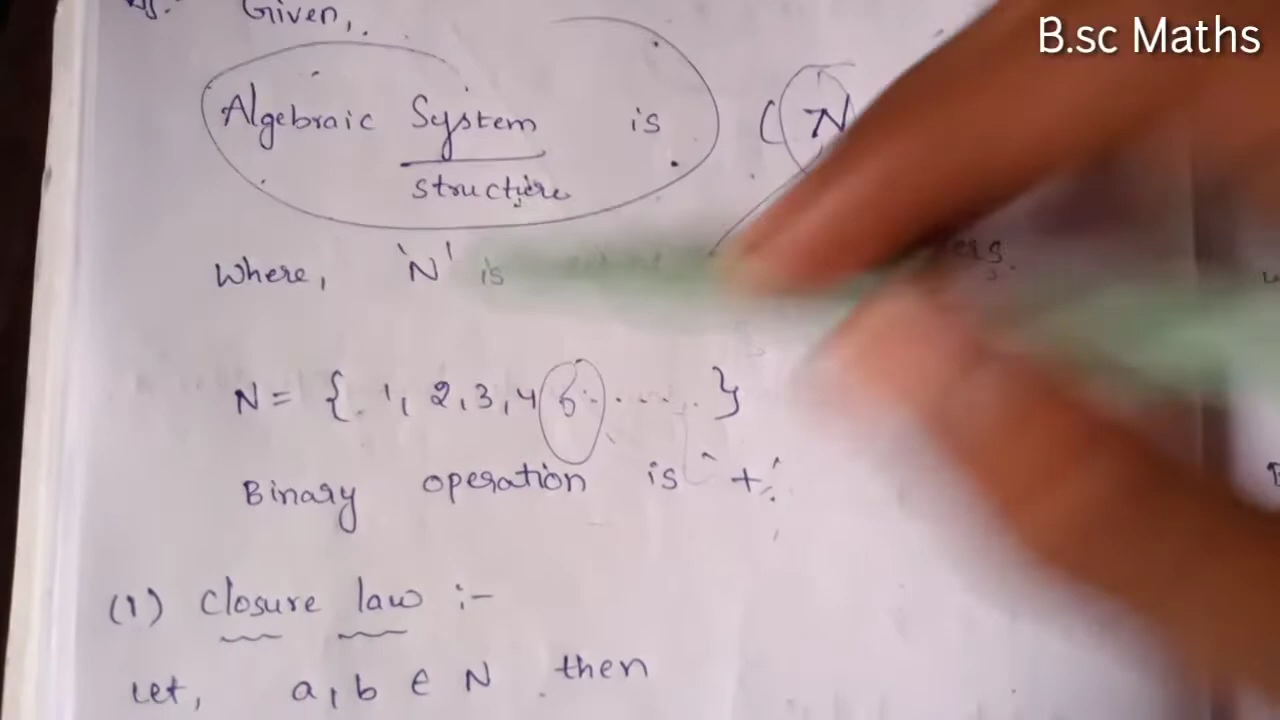 B.sc Maths
Given,
Algebraic System is ( N
structure
Where, 'N' is
N = { 1, 2, 3, 4 5 ..... }
Binary operation is '+'
(1) Closure law :-
Let, a, b ∈ N then